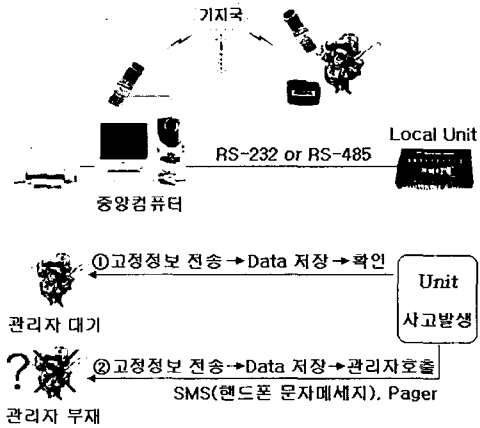 기지국
Local Unit
RS-232 or RS-485
중앙컴퓨터
①고정정보 전송→Data 저장→확인
Unit
사고발생
관리자 대기
?
②고정정보 전송→Data 저장→관리자호출
SMS(핸드폰 문자메세지), Pager
관리자 부재